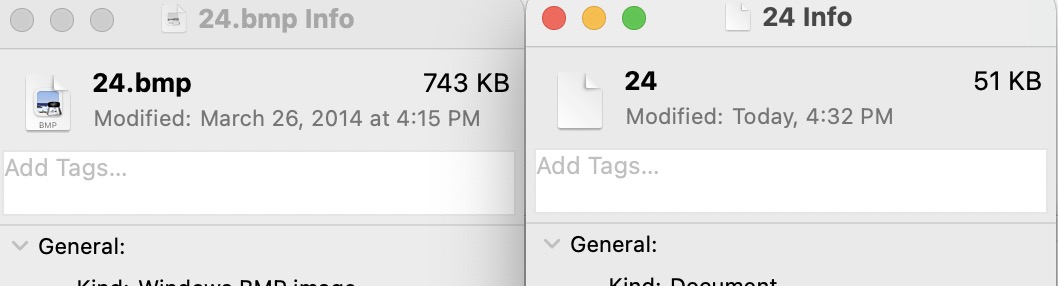 24.bmp Info
24.bmp 743 KB
BMP
Modified: March 26, 2014 at 4:15 PM
Add Tags...
General:
Kind: Windows BMP image
24 Info
24 51 KB
Modified: Today, 4:32 PM
Add Tags...
General:
Kind: Document